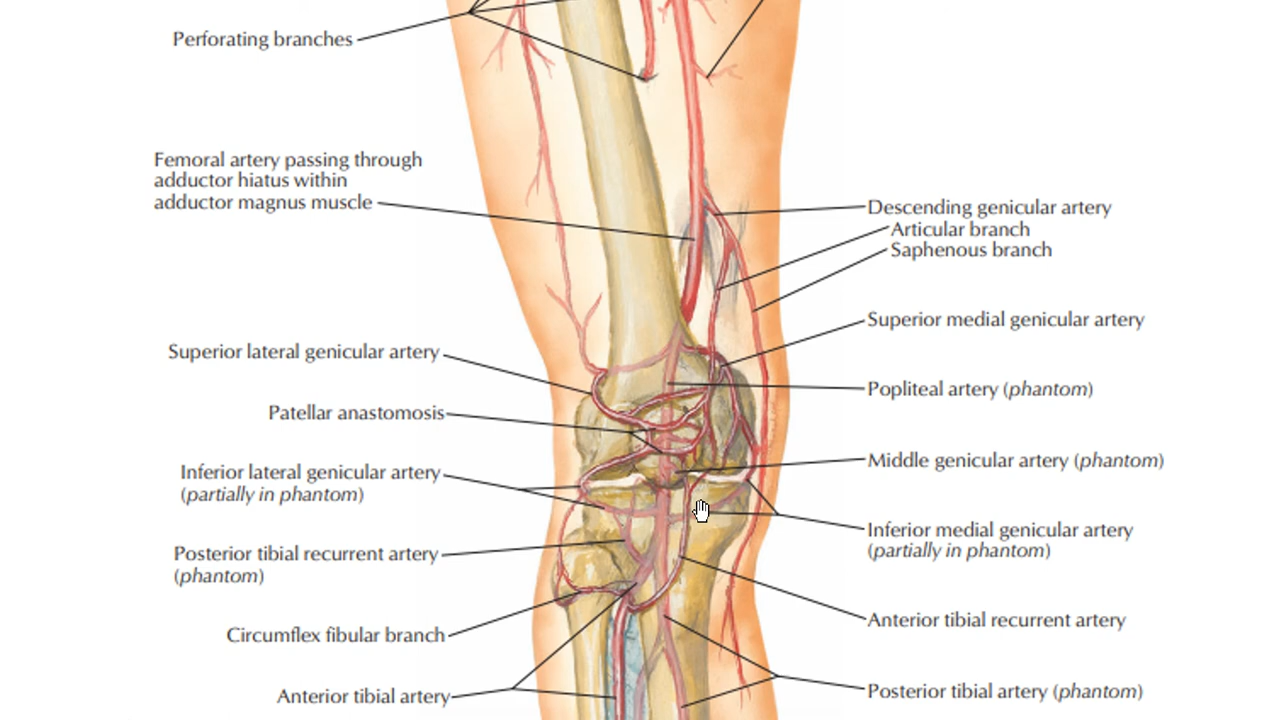 Perforating branches
Femoral artery passing through
adductor hiatus within
adductor magnus muscle
Superior lateral genicular artery
Patellar anastomosis
Inferior lateral genicular artery
(partially in phantom)
Posterior tibial recurrent artery
(phantom)
Circumflex fibular branch
Anterior tibial artery
Descending genicular artery
Articular branch
Saphenous branch
Superior medial genicular artery
Popliteal artery (phantom)
Middle genicular artery (phantom)
Inferior medial genicular artery
(partially in phantom)
Anterior tibial recurrent artery
Posterior tibial artery (phantom)